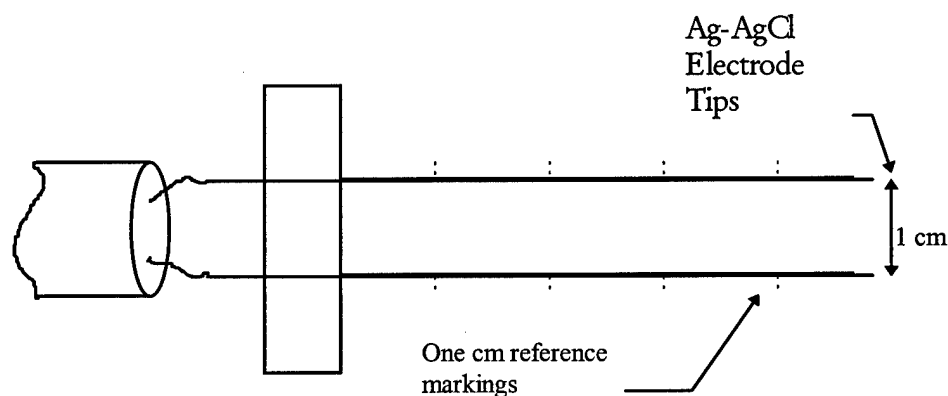 Ag-AgCl
Electrode
Tips
1 cm
One cm reference
markings